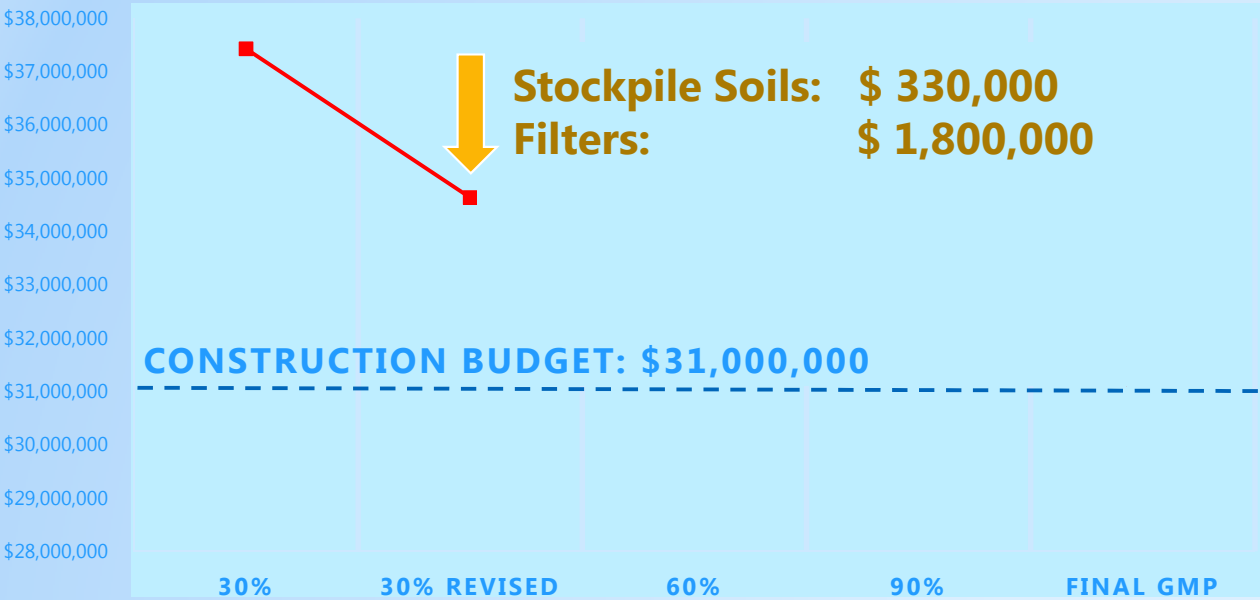 $38,000,000
$37,000,000
$36,000,000
$35,000,000
$34,000,000
$33,000,000
$32,000,000
$31,000,000
$30,000,000
$29,000,000
$28,000,000
Stockpile Soils: $ 330,000
Filters: $ 1,800,000
CONSTRUCTION BUDGET: $31,000,000
30% 30% REVISED 60% 90% FINAL GMP